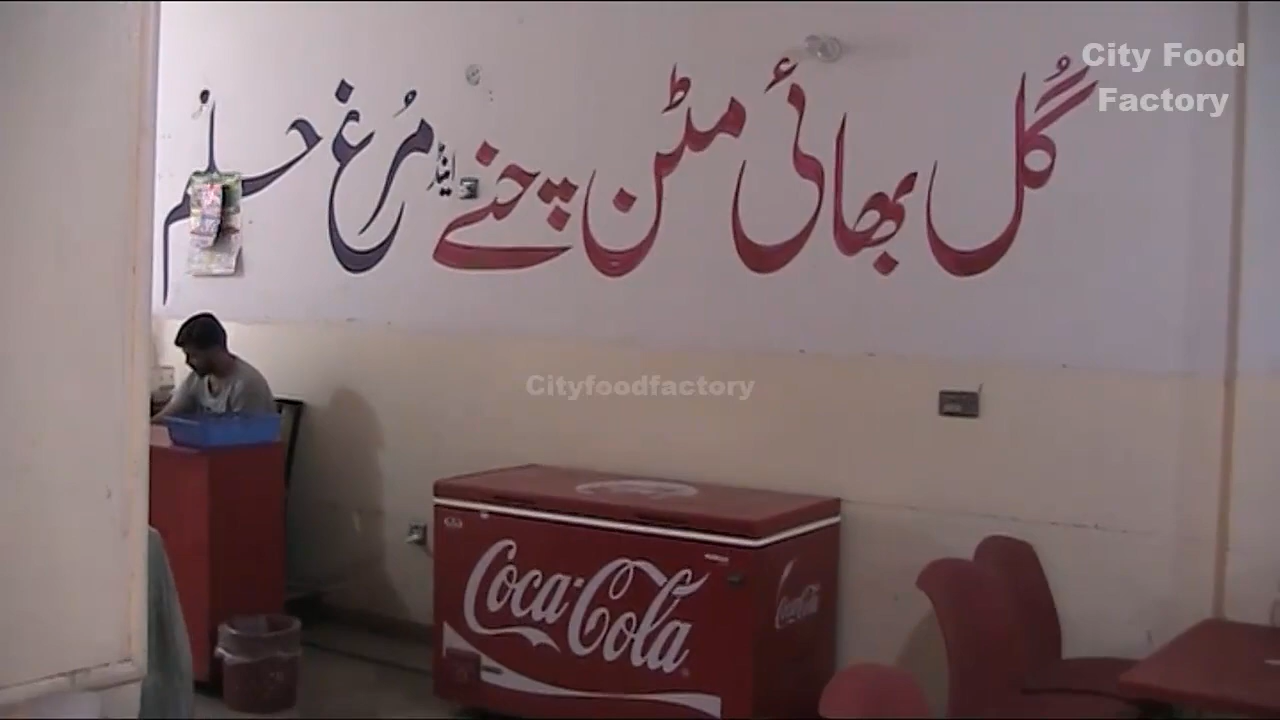 City Food
Factory
گل بھائی مٹن چنے اینڈ مرغ حلیم
Cityfoodfactory
Coca-Cola
Coca-Cola